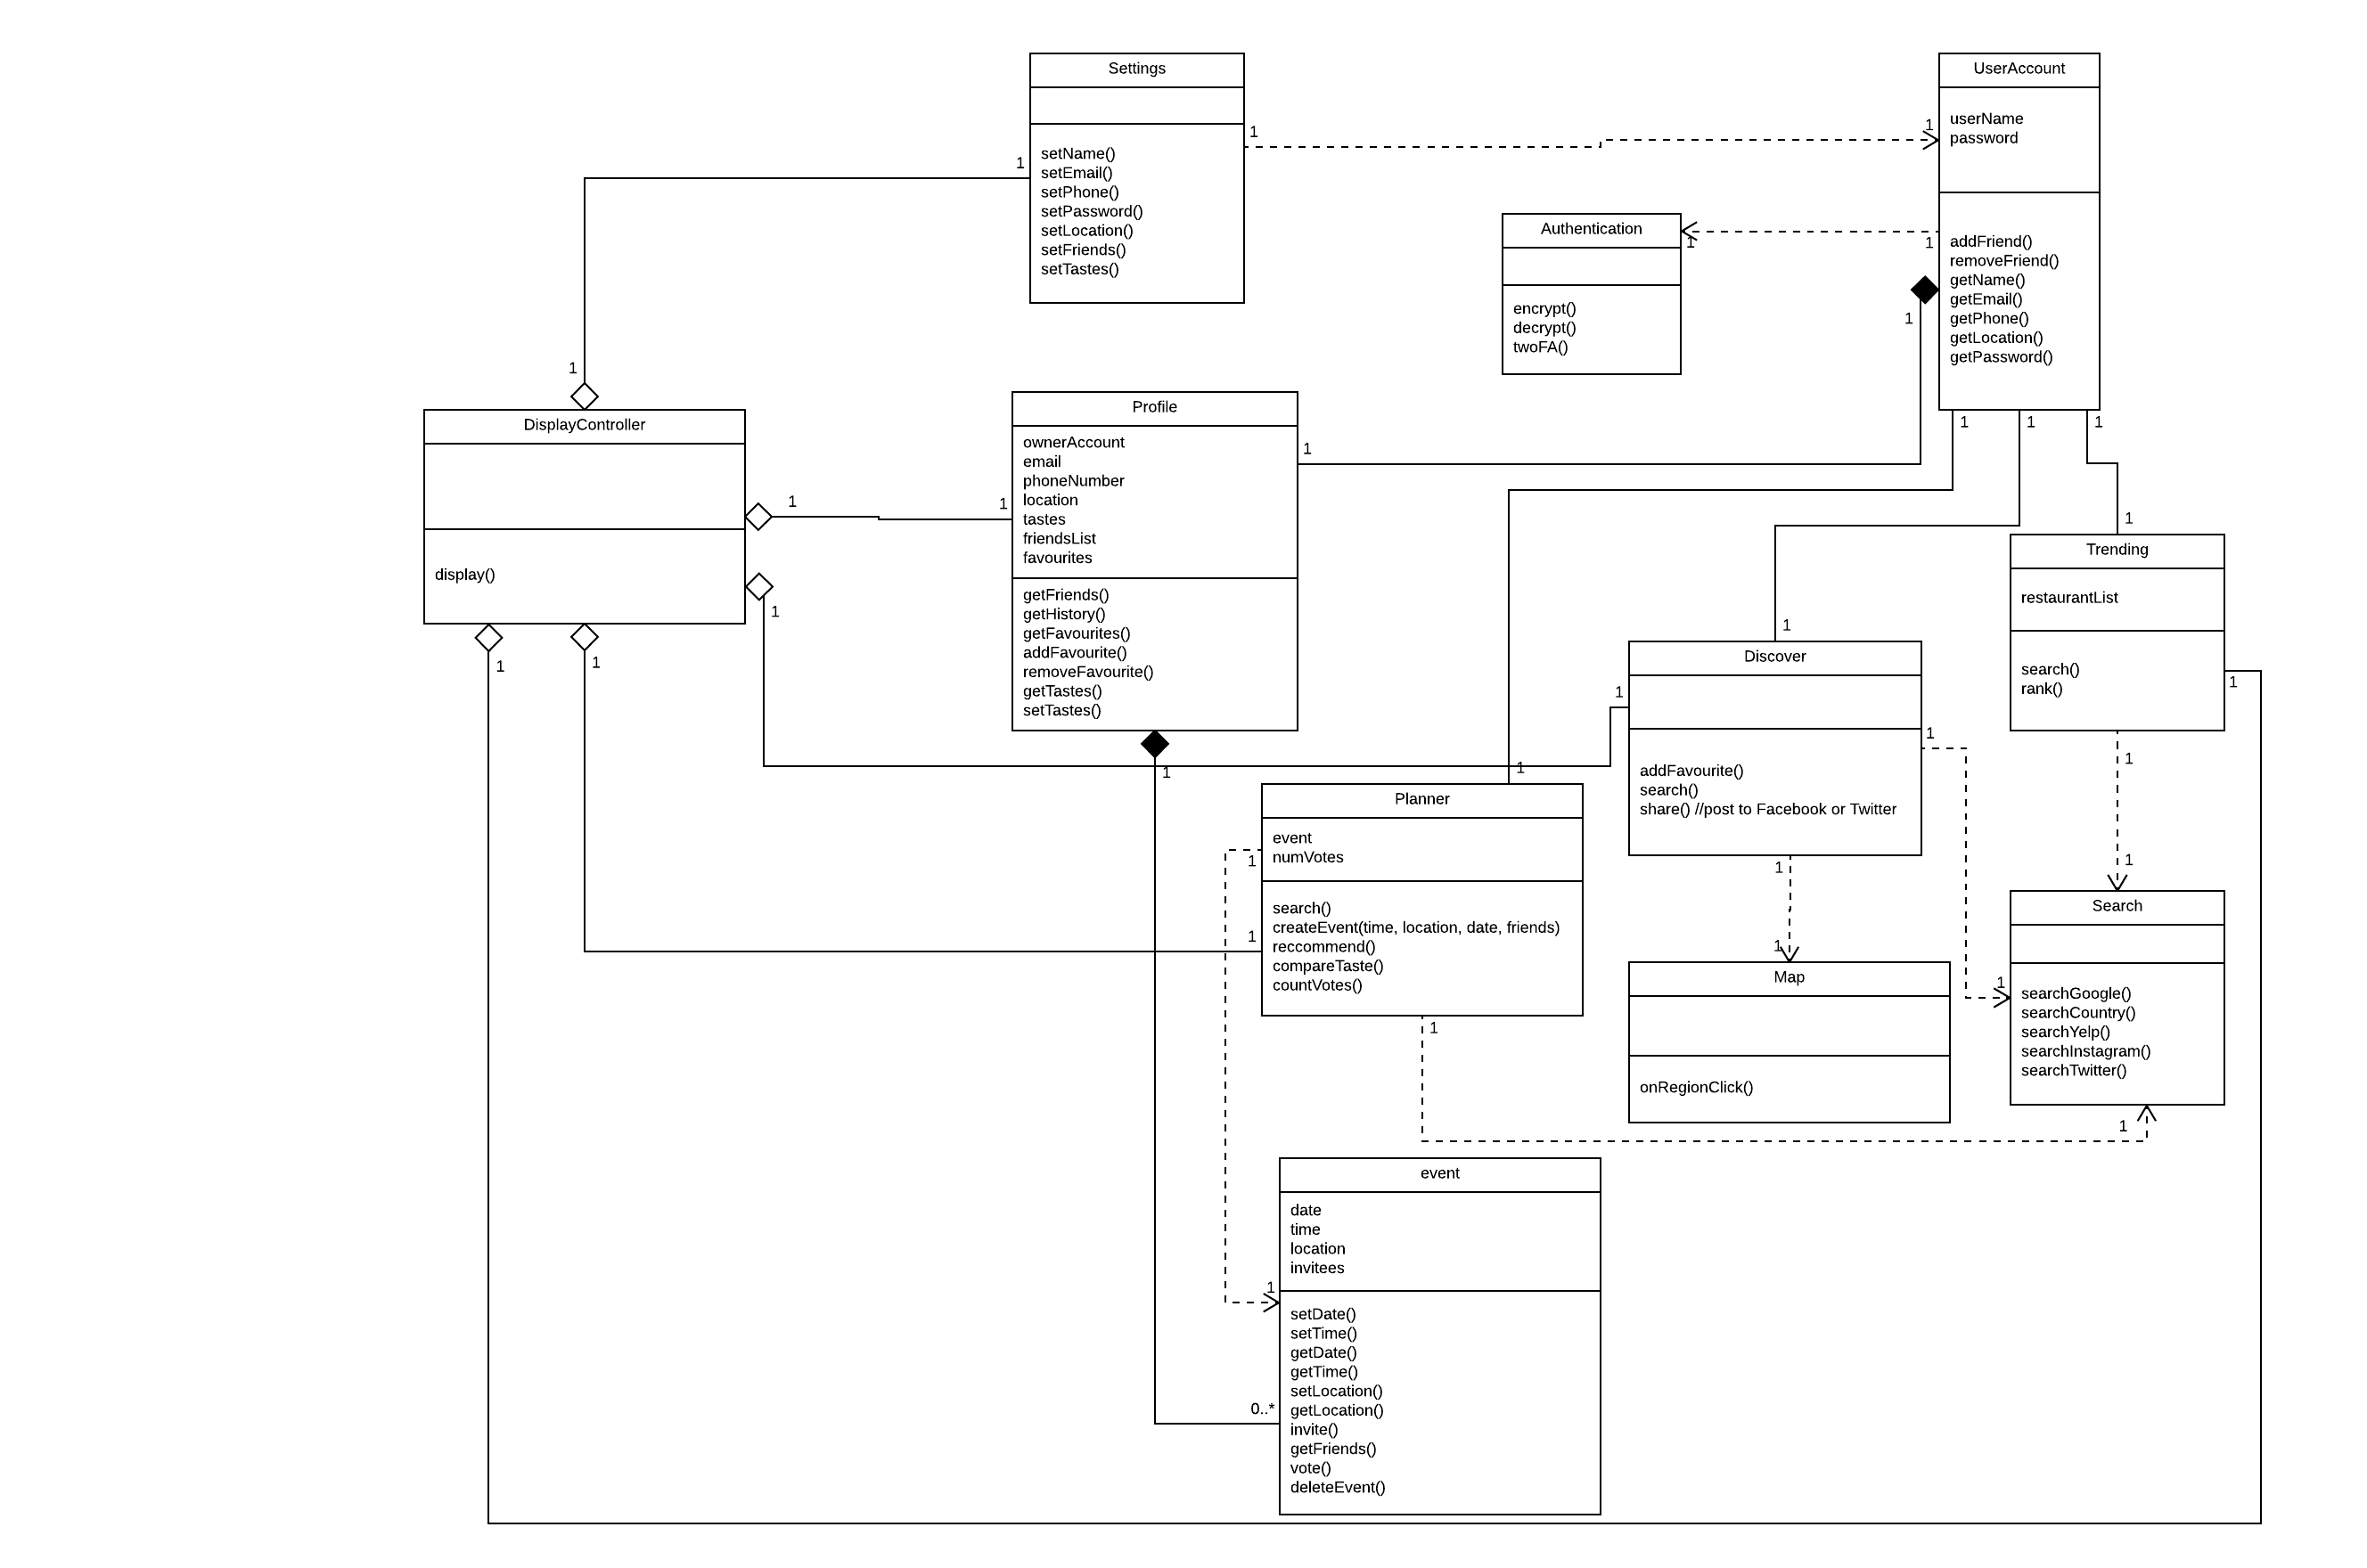 Settings
setName()
setEmail()
setPhone()
setPassword()
setLocation()
setFriends()
setTastes()
1
1
1
1
UserAccount
userName
password
addFriend()
removeFriend()
getName()
getEmail()
getPhone()
getLocation()
getPassword()
1
1
1
1
1
Authentication
encrypt()
decrypt()
twoFA()
1
DisplayController
display()
1
1
1
1
Profile
ownerAccount
email
phoneNumber
location
tastes
friendsList
favourites
getFriends()
getHistory()
getFavourites()
addFavourite()
removeFavourite()
getTastes()
setTastes()
1
1
1
Trending
restaurantList
search()
rank()
1
1
1
1
Discover
addFavourite()
search()
share() //post to Facebook or Twitter
1
1
1
1
Planner
event
numVotes
search()
createEvent(time, location, date, friends)
reccommend()
compareTaste()
countVotes()
1
1
1
1
Map
onRegionClick()
1
Search
searchGoogle()
searchCountry()
searchYelp()
searchInstagram()
searchTwitter()
1
1
1
event
date
time
location
invitees
setDate()
setTime()
getDate()
getTime()
setLocation()
getLocation()
invite()
getFriends()
vote()
deleteEvent()
1
0..*